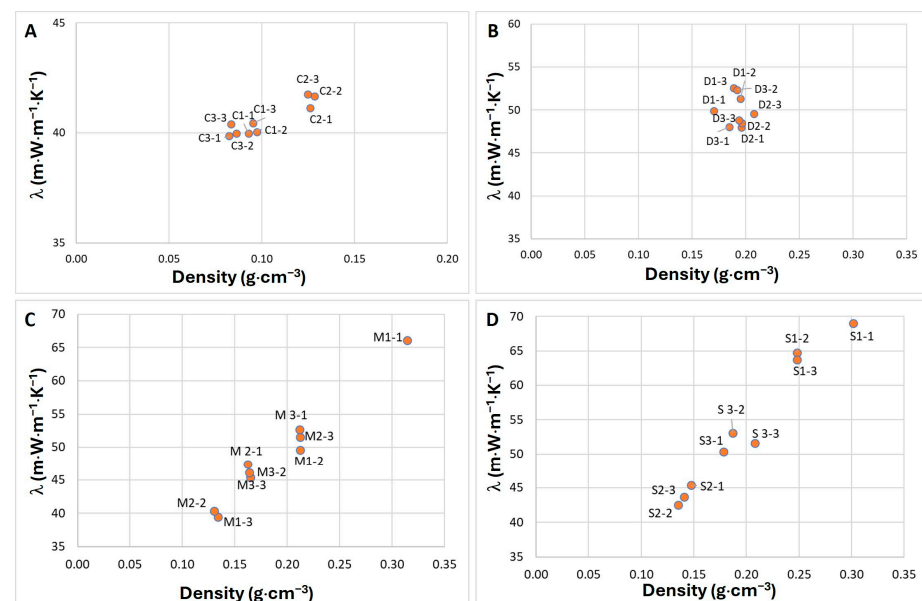 A
λ (m·W·m⁻¹·K⁻¹)
45
40
35
C2-3
C2-2
C2-1
C1-3
C1-1
C3-3
C1-2
C3-1
C3-2
0.00
0.05
0.10
0.15
0.20
Density (g·cm⁻³)
B
λ (m·W·m⁻¹·K⁻¹)
60
55
50
45
40
35
D1-2
D1-3
D3-2
D1-1
D2-3
D3-3
D2-2
D3-1
D2-1
0.00
0.05
0.10
0.15
0.20
0.25
0.30
0.35
Density (g·cm⁻³)
C
λ (m·W·m⁻¹·K⁻¹)
70
65
60
55
50
45
40
35
M1-1
M 3-1
M2-3
M1-2
M 2-1
M3-2
M3-3
M2-2
M1-3
0.00
0.05
0.10
0.15
0.20
0.25
0.30
0.35
Density (g·cm⁻³)
D
λ (m·W·m⁻¹·K⁻¹)
70
65
60
55
50
45
40
35
S1-2
S1-1
S1-3
S 3-2
S3-1
S 3-3
S2-3
S2-1
S2-2
0.00
0.05
0.10
0.15
0.20
0.25
0.30
0.35
Density (g·cm⁻³)